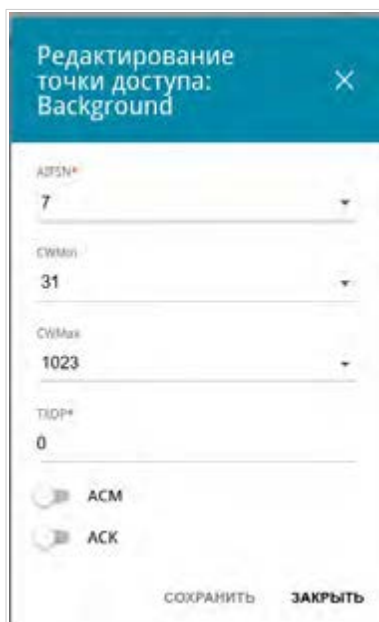 Редактирование
точки доступа:
Background
AIFSN*
7
CWMin
31
CWMax
1023
TXOP*
0
ACM
ACK
СОХРАНИТЬ ЗАКРЫТЬ